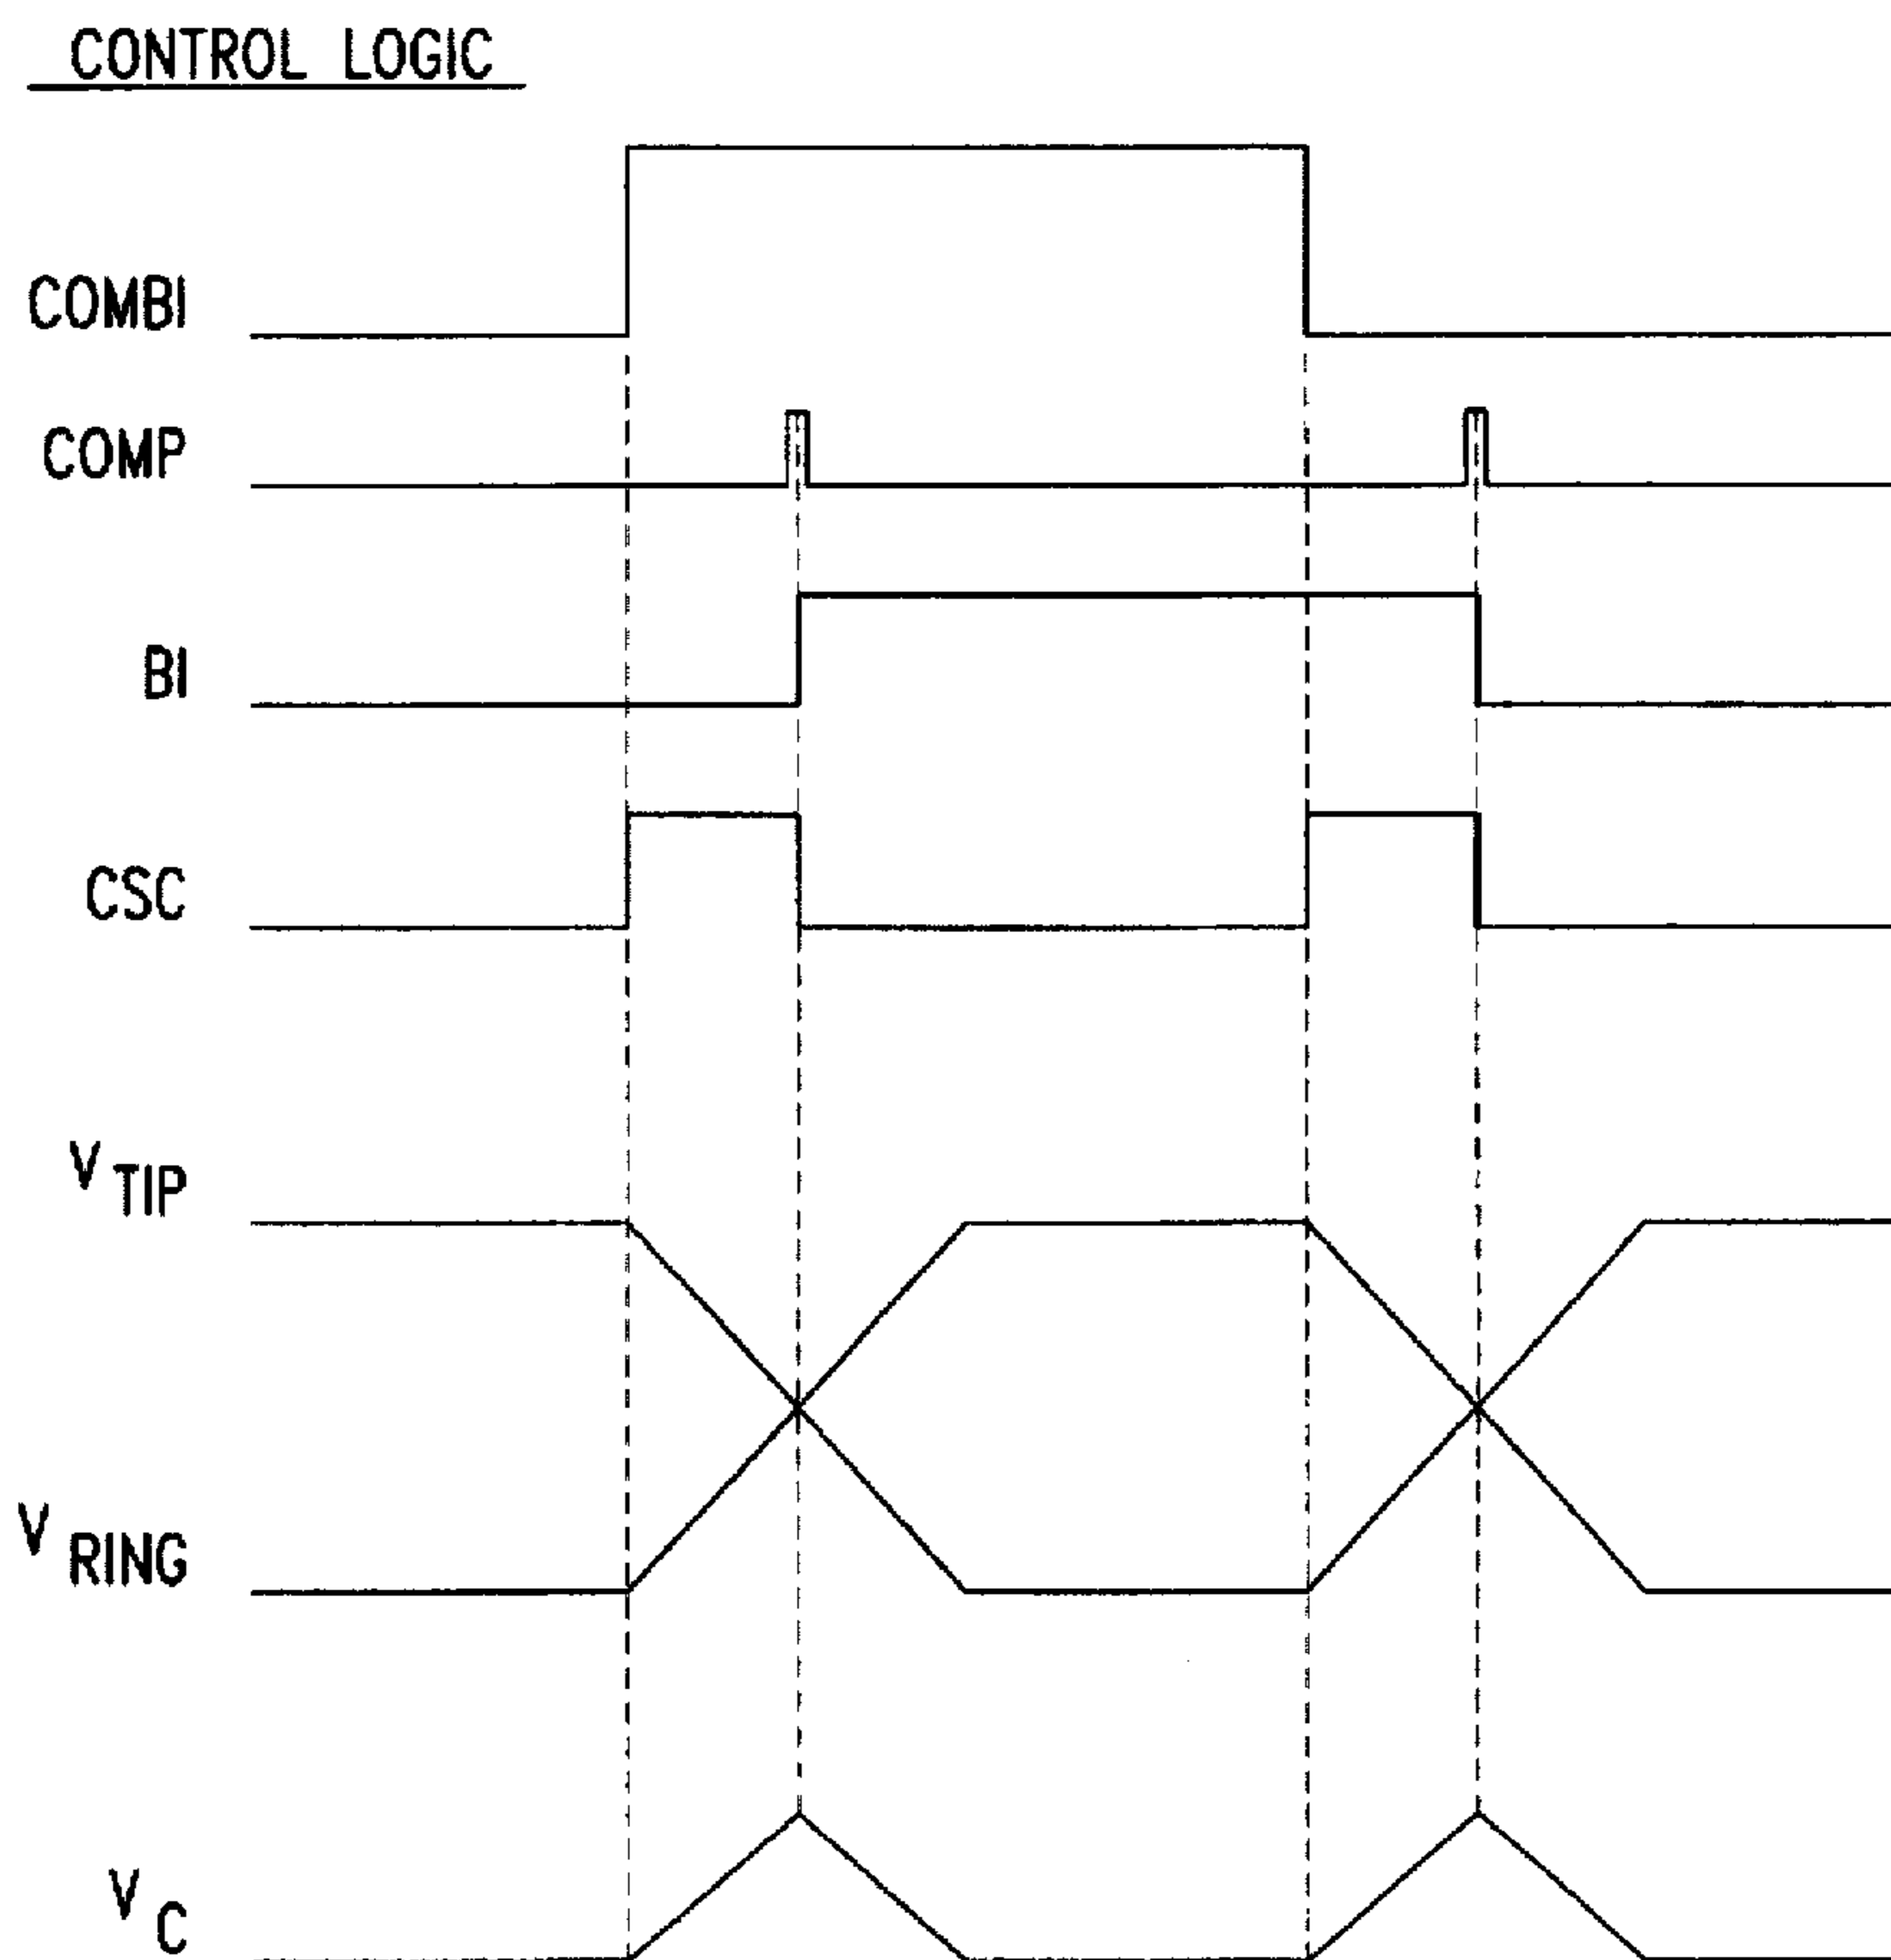 CONTROL LOGIC
COMBI
COMP
BI
CSC
V TIP
V RING
V C